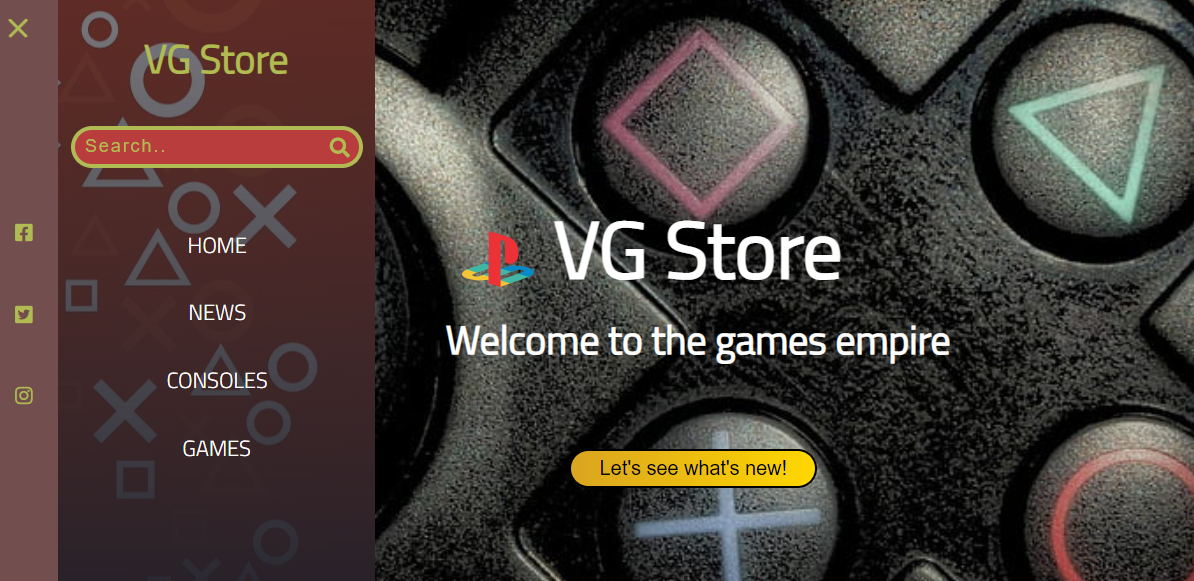 VG Store
Search..
HOME
NEWS
CONSOLES
GAMES
VG Store
Welcome to the games empire
Let's see what's new!